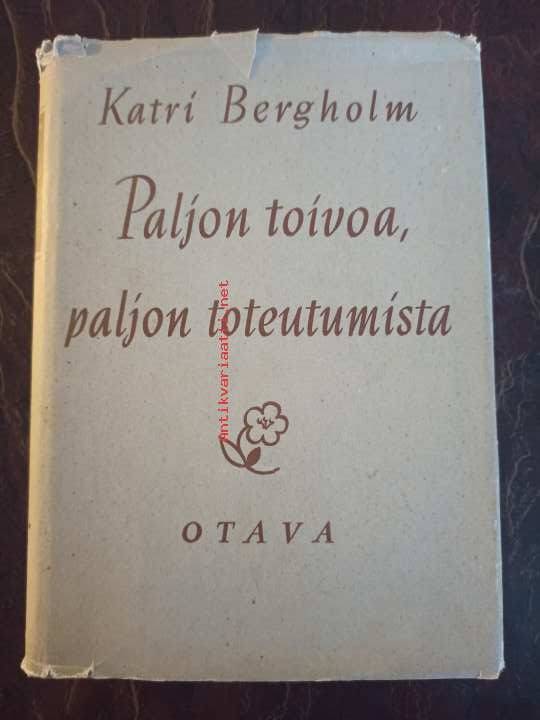 Katri Bergholm
Paljon toivoa,
paljon toteutumista
Antikvariaatti.net
OTAVA